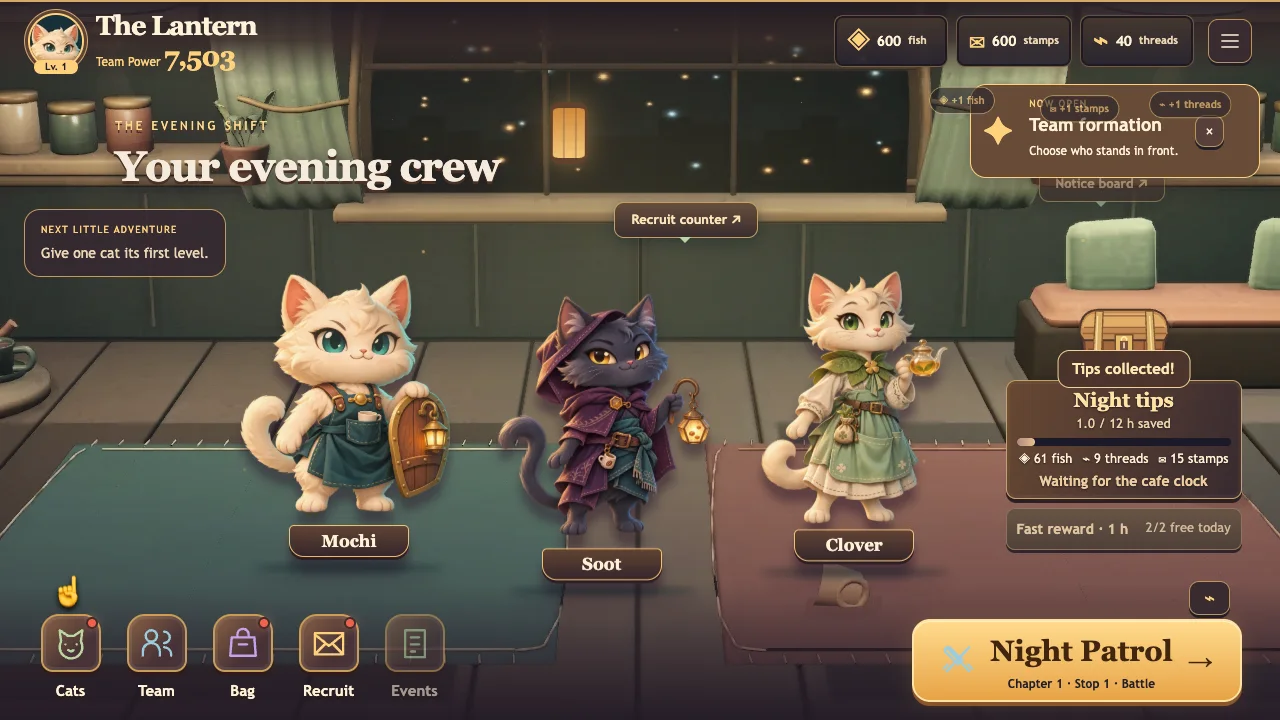 The Lantern
Lv. 1
Team Power 7,503
600 fish
600 stamps
40 threads
+1 fish
+1 stamps
+1 threads
NOW OPEN
Team formation
Choose who stands in front.
×
Notice board ↗
THE EVENING SHIFT
Your evening crew
NEXT LITTLE ADVENTURE
Give one cat its first level.
Recruit counter ↗
Tips collected!
Night tips
1.0 / 12 h saved
61 fish 9 threads 15 stamps
Waiting for the cafe clock
Fast reward · 1 h 2/2 free today
Mochi
Soot
Clover
Cats
Team
Bag
Recruit
Events
Night Patrol →
Chapter 1 · Stop 1 · Battle